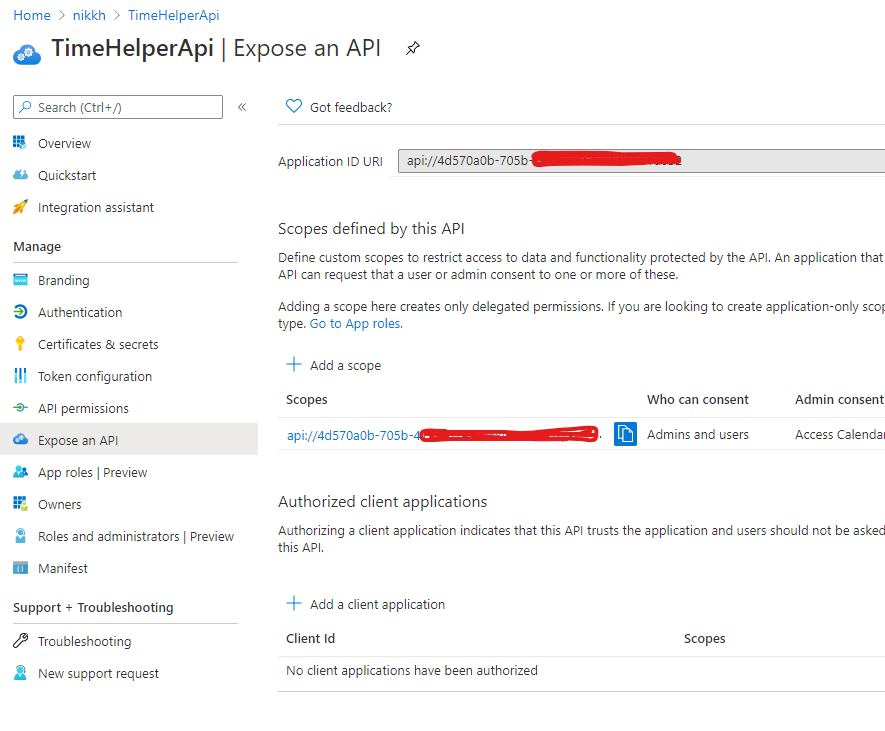 Home > nikkh > TimeHelperApi
TimeHelperApi | Expose an API
Search (Ctrl+/)
«
Got feedback?
Overview
Quickstart
Integration assistant
Manage
Branding
Authentication
Certificates & secrets
Token configuration
API permissions
Expose an API
App roles | Preview
Owners
Roles and administrators | Preview
Manifest
Support + Troubleshooting
Troubleshooting
New support request
Application ID URI
api://4d570a0b-705b-
Scopes defined by this API
Define custom scopes to restrict access to data and functionality protected by the API. An application that
API can request that a user or admin consent to one or more of these.
Adding a scope here creates only delegated permissions. If you are looking to create application-only scop
type. Go to App roles.
Add a scope
Scopes Who can consent Admin consent
api://4d570a0b-705b-4 Admins and users Access Calendar
Authorized client applications
Authorizing a client application indicates that this API trusts the application and users should not be asked
this API.
Add a client application
Client Id Scopes
No client applications have been authorized